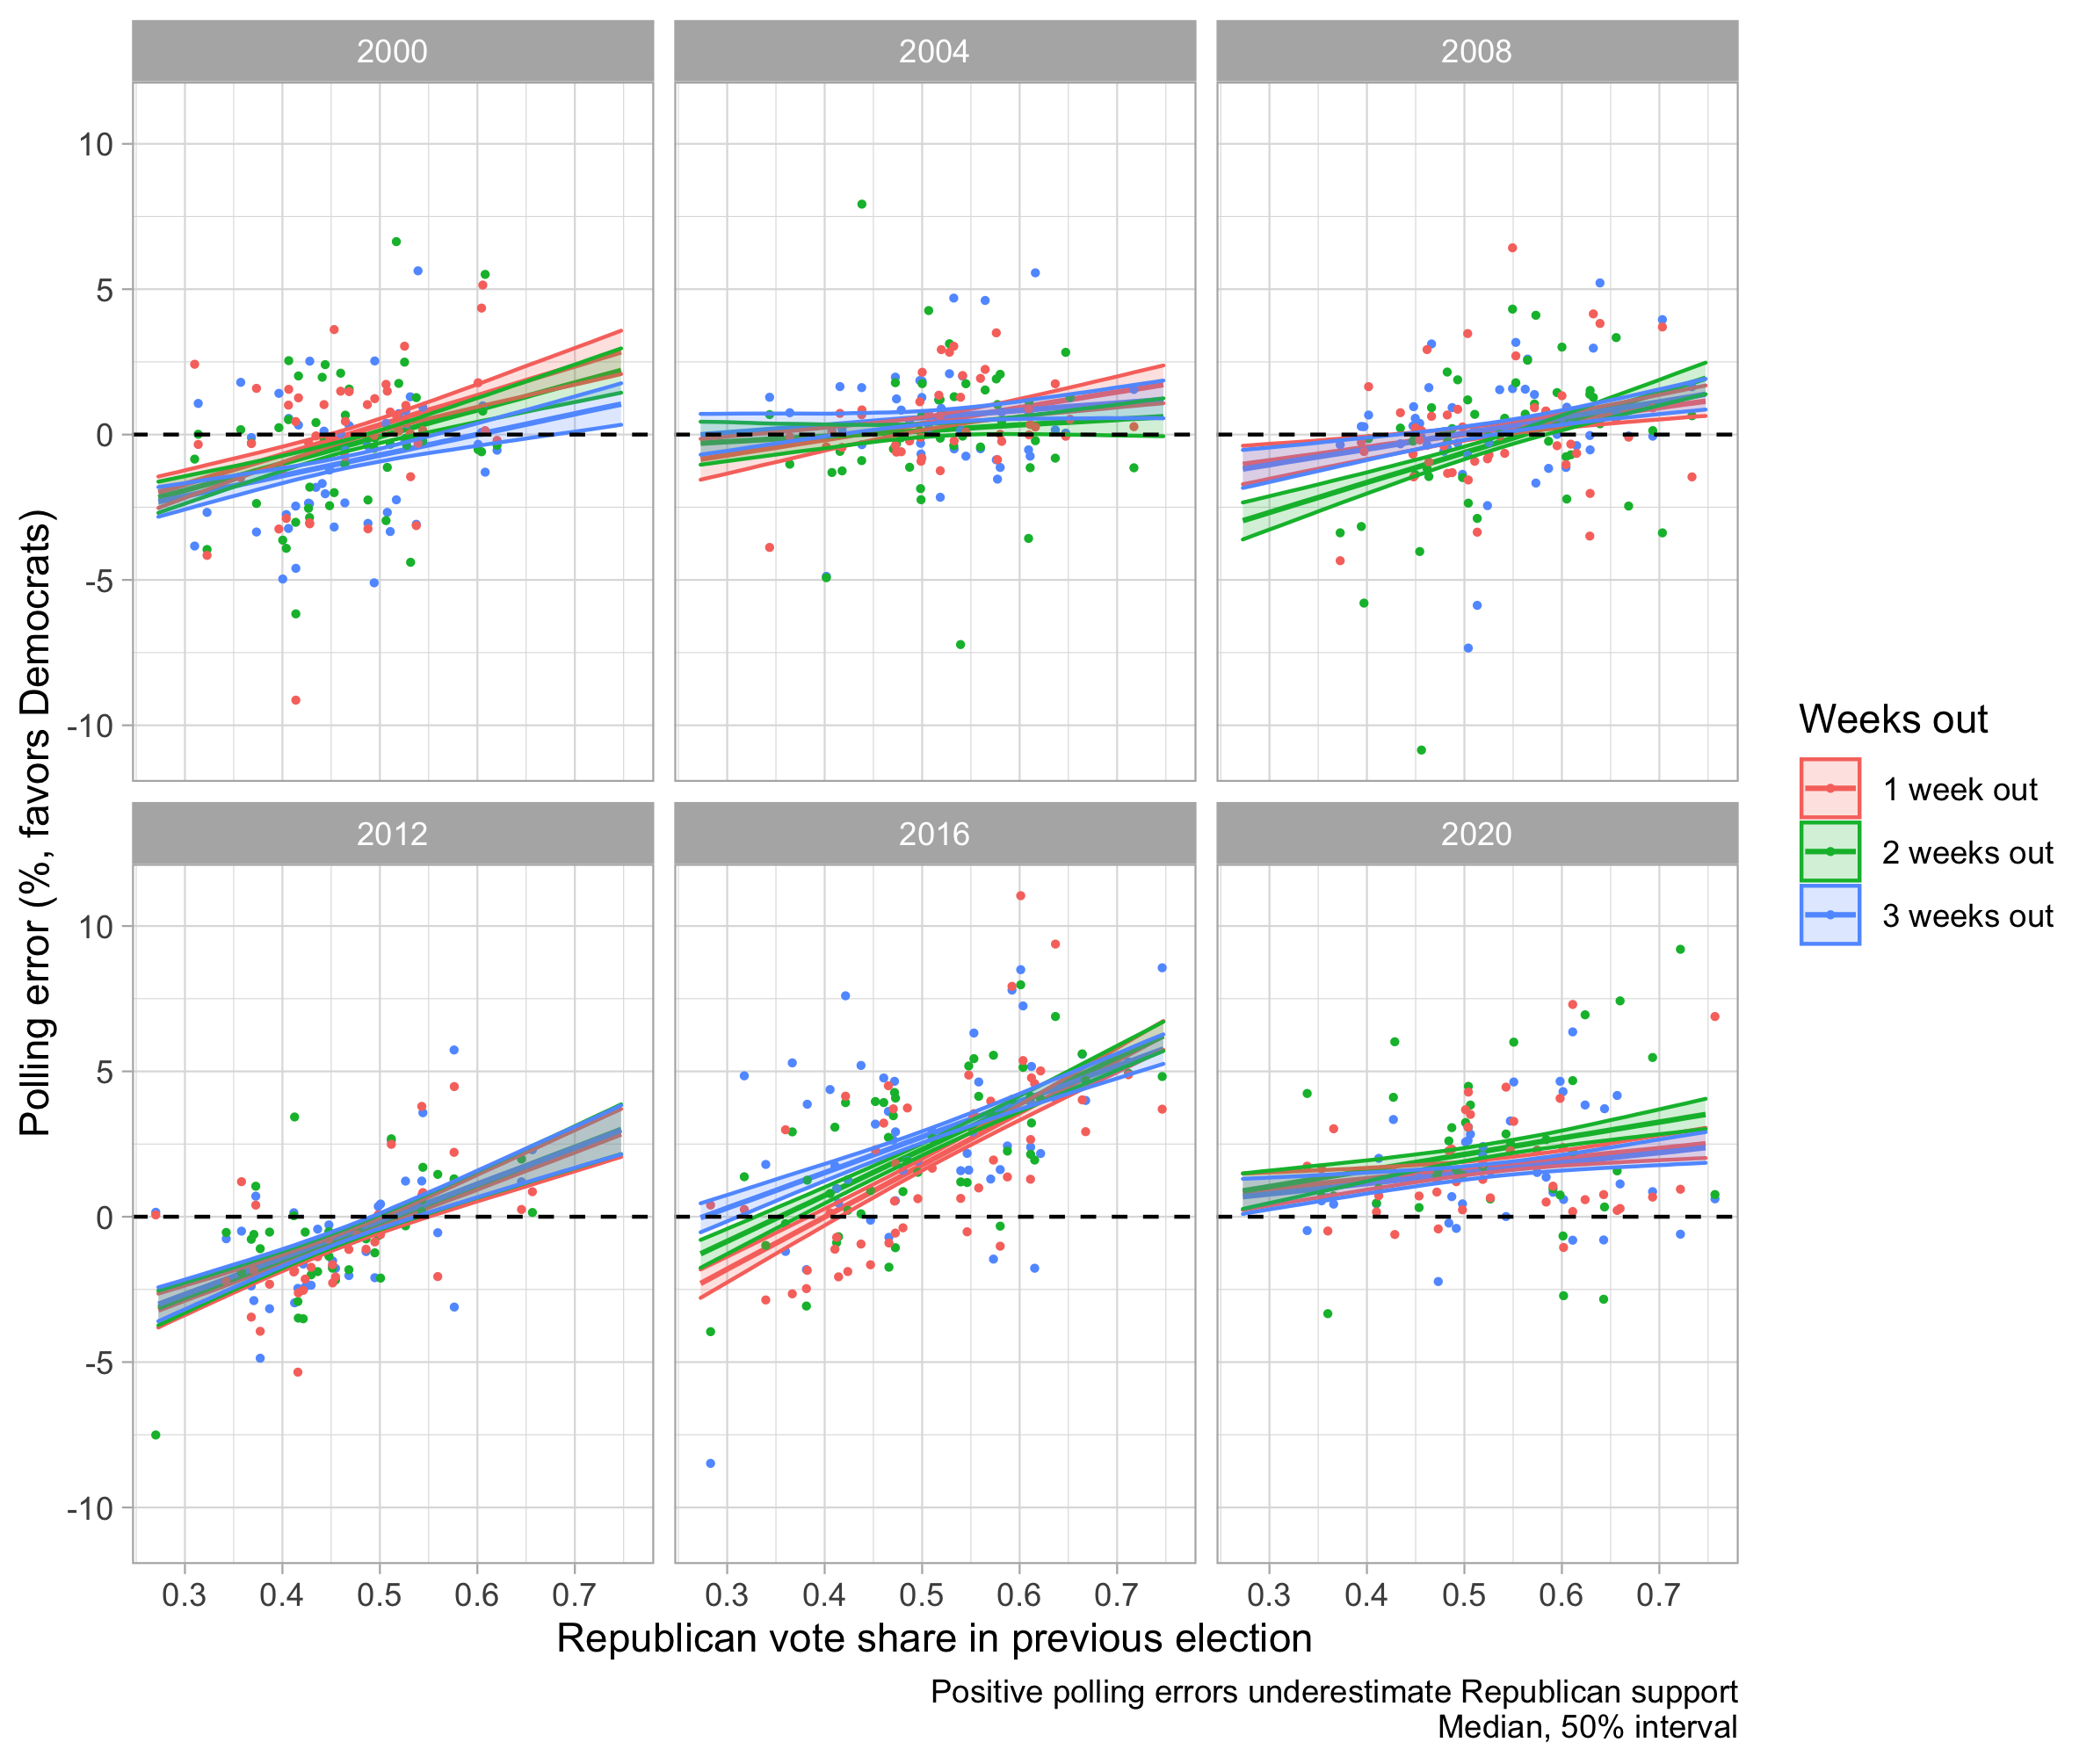 2000
2004
2008
10
5
0
-5
-10
2012
2016
2020
10
5
0
-5
-10
0.3 0.4 0.5 0.6 0.7
0.3 0.4 0.5 0.6 0.7
0.3 0.4 0.5 0.6 0.7
Polling error (%, favors Democrats)
Republican vote share in previous election
Positive polling errors underestimate Republican support
Median, 50% interval
Weeks out
1 week out
2 weeks out
3 weeks out